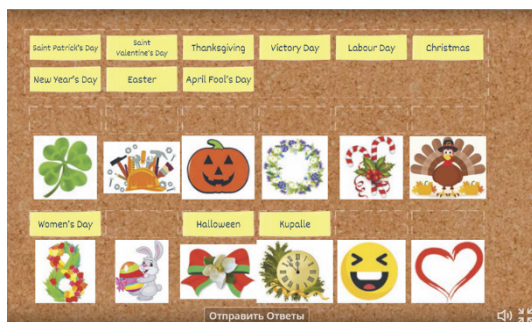 Saint Patrick's Day
Saint
Valentine's Day
Thanksgiving
Victory Day
Labour Day
Christmas
New Year's Day
Easter
April Fool's Day
Women's Day
Halloween
Kupalle
Отправить Ответы